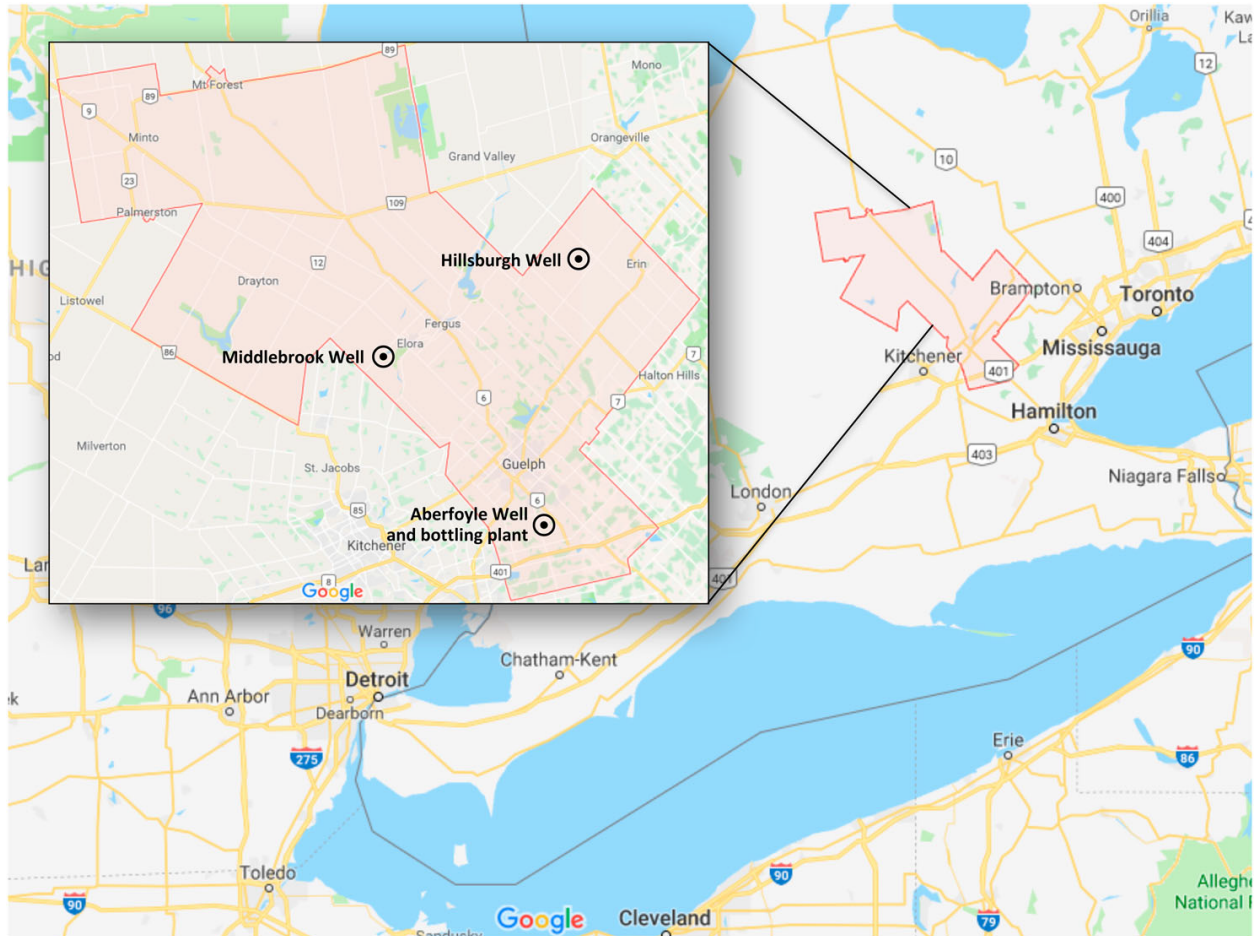 Orillia
12
10
400
404
Brampton
Toronto
Mississauga
Kitchener
401
Hamilton
403
Niagara Falls
London
401
89
Mono
Mt Forest
9
89
Orangeville
Minto
Grand Valley
23
109
Palmerston
Hillsburgh Well
Erin
12
Drayton
Listowel
Fergus
Elora
Middlebrook Well
86
7
Halton Hills
6
7
Milverton
Guelph
St. Jacobs
6
85
Aberfoyle Well
and bottling plant
Kitchener
401
8
Google
96
Warren
Chatham-Kent
Detroit
Ann Arbor
Dearborn
275
90
Erie
86
Toledo
90
90
Google
Cleveland
79
National